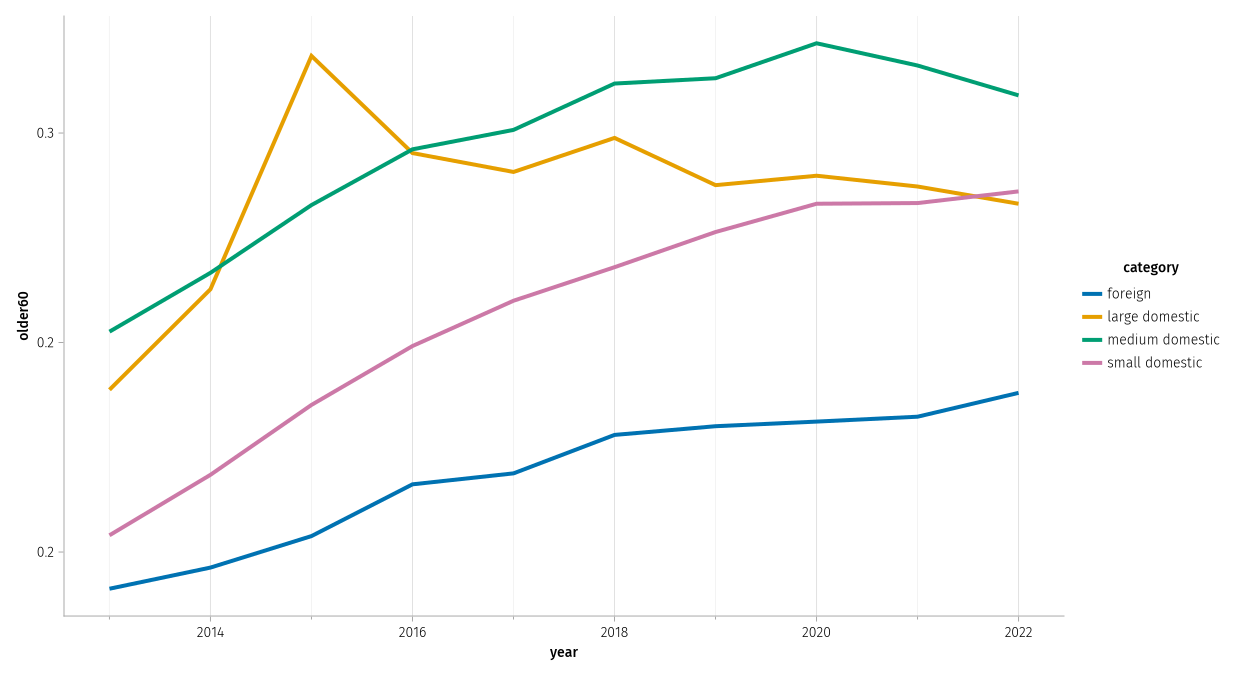 older60
0.3
0.2
0.2
2014
2016
2018
2020
2022
year
category
foreign
large domestic
medium domestic
small domestic